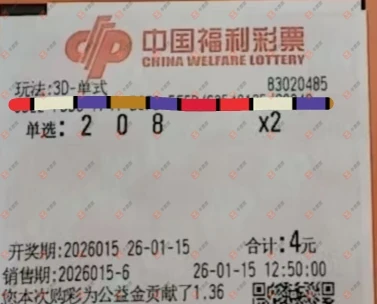 中国福利彩票
CHINA WELFARE LOTTERY
玩法:3D-单式 83020485
单选: 2 0 8 x2
开奖期:2026015 26-01-15 合计:4元
销售期:2026015-6 26-01-15 12:50:00
您本次购彩为公益金贡献了1.36